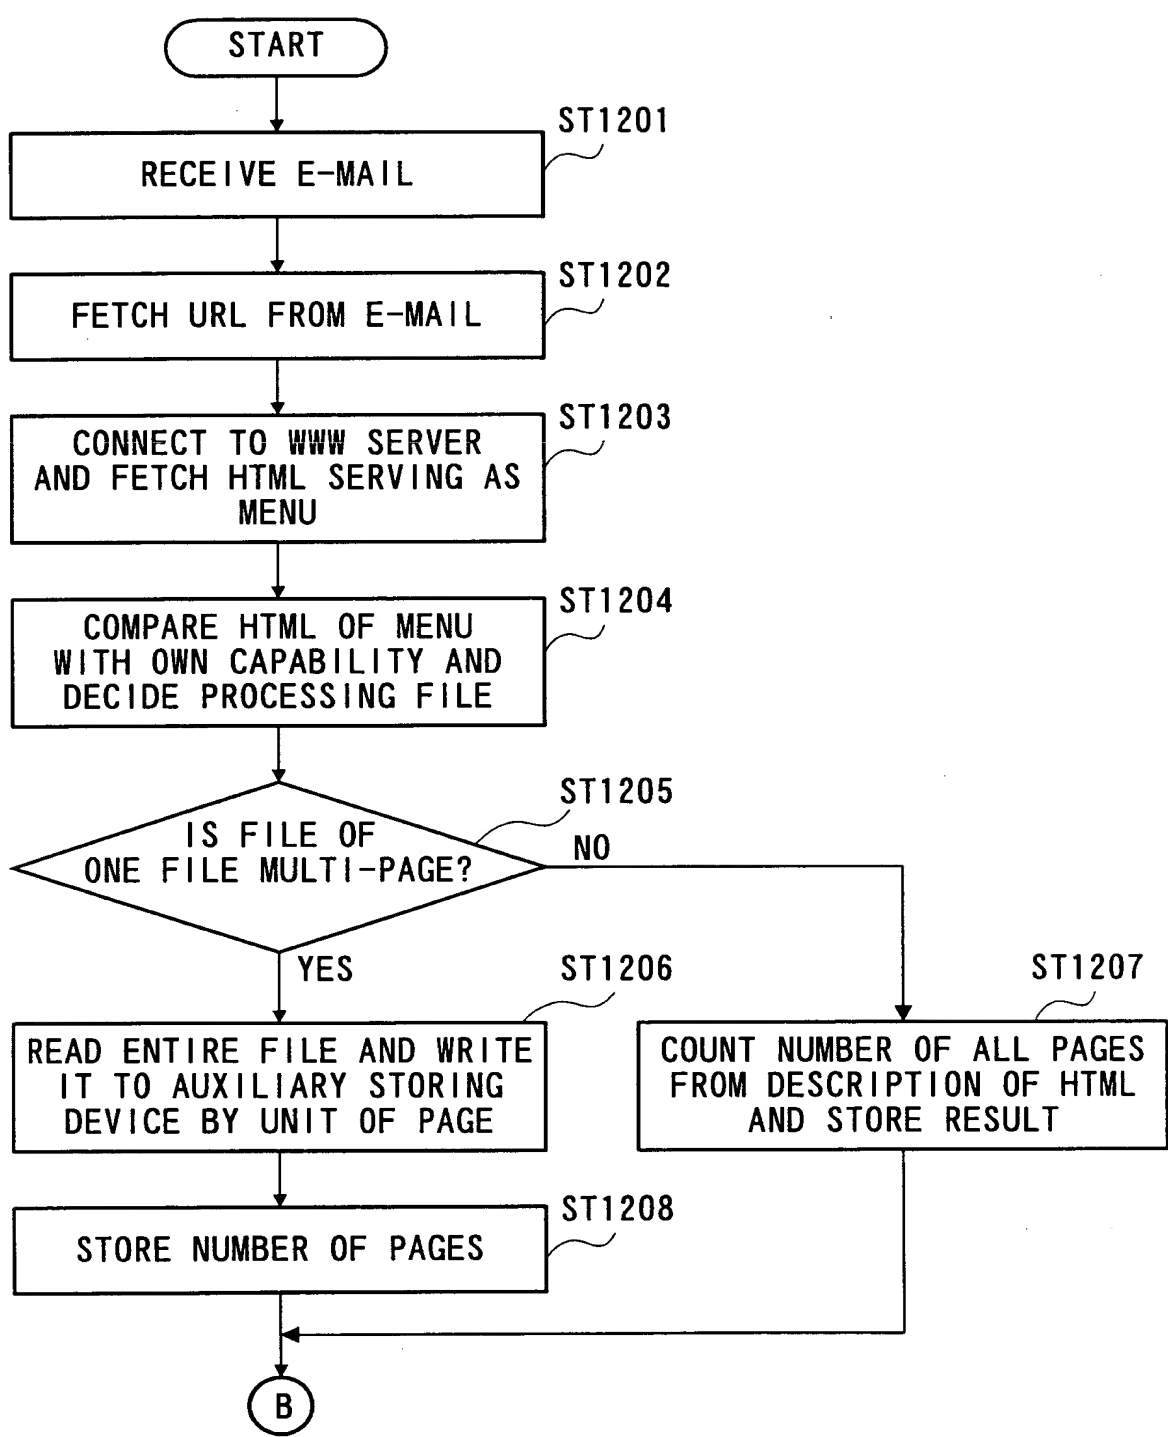 START
ST1201
RECEIVE E-MAIL
ST1202
FETCH URL FROM E-MAIL
ST1203
CONNECT TO WWW SERVER
AND FETCH HTML SERVING AS
MENU
ST1204
COMPARE HTML OF MENU
WITH OWN CAPABILITY AND
DECIDE PROCESSING FILE
ST1205
IS FILE OF
ONE FILE MULTI-PAGE?
NO
YES
ST1206
READ ENTIRE FILE AND WRITE
IT TO AUXILIARY STORING
DEVICE BY UNIT OF PAGE
ST1207
COUNT NUMBER OF ALL PAGES
FROM DESCRIPTION OF HTML
AND STORE RESULT
ST1208
STORE NUMBER OF PAGES
B